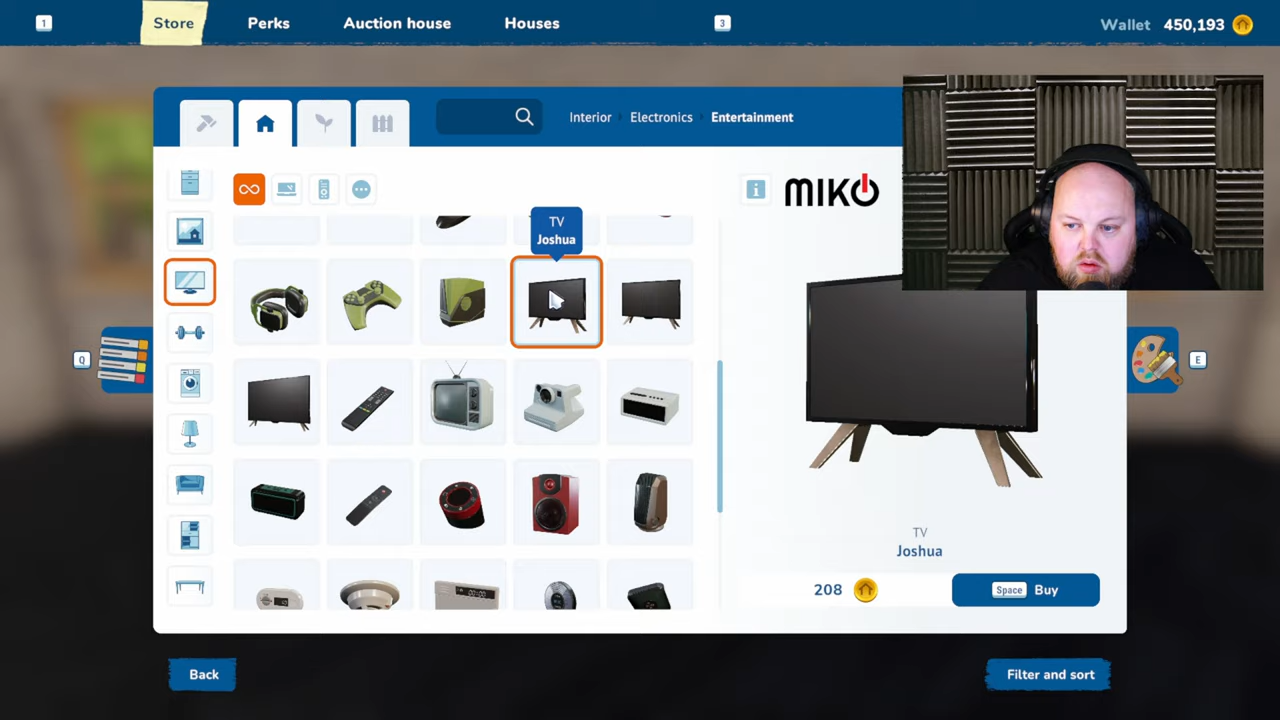 1
Store
Perks
Auction house
Houses
3
Wallet 450,193
Interior Electronics Entertainment
MIKO
TV
Joshua
Q
E
TV
Joshua
208
Space Buy
Back
Filter and sort